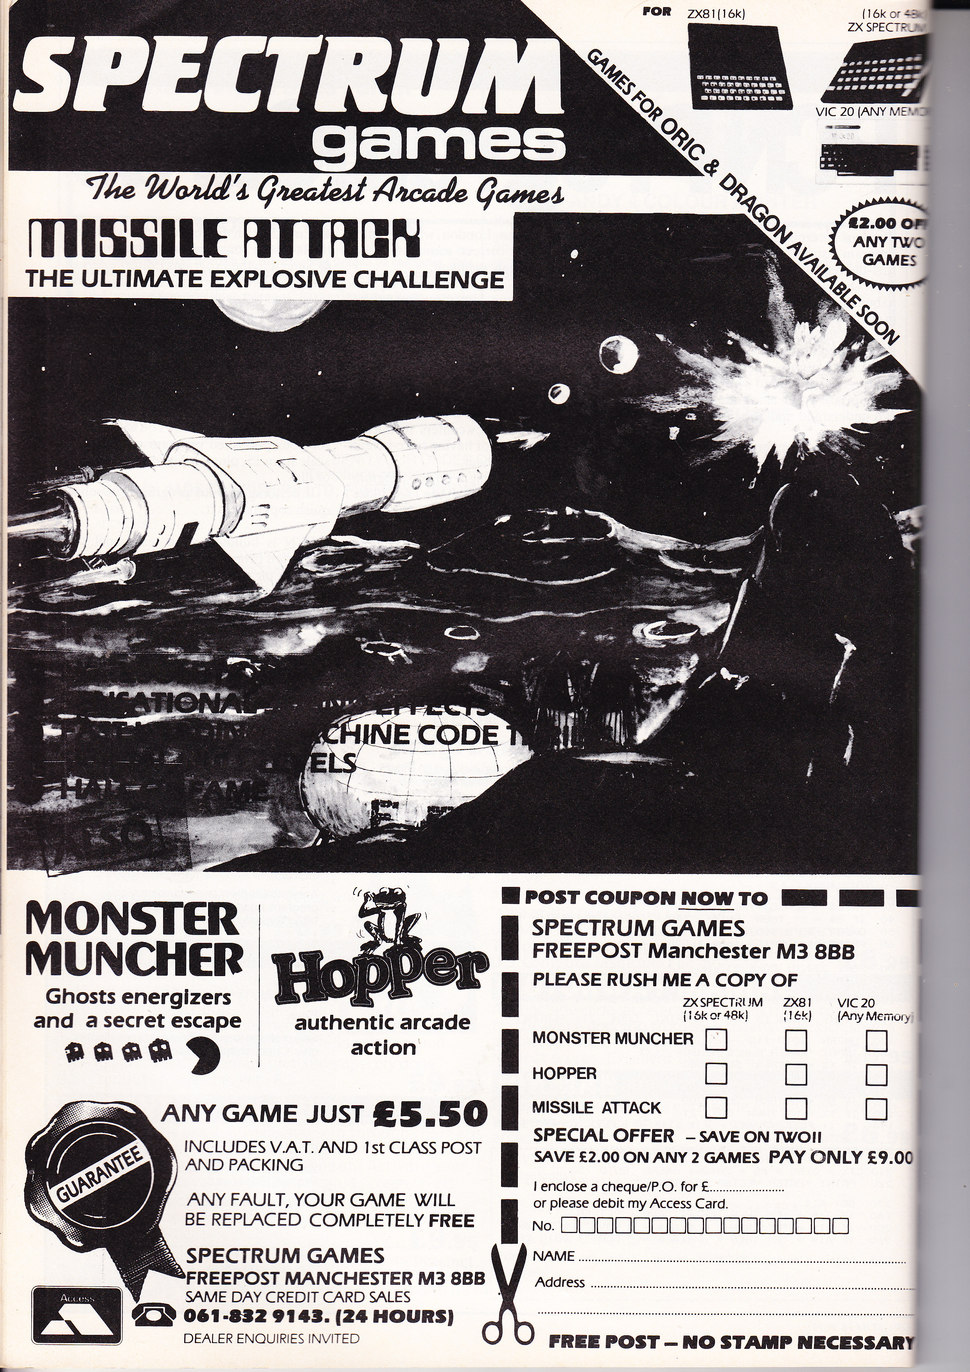 SPECTRUM
games
The World's Greatest Arcade Games
MISSILE ATTACK
THE ULTIMATE EXPLOSIVE CHALLENGE
GAMES FOR ORIC & DRAGON AVAILABLE SOON
FOR ZX81(16k)
(16k or 48k
ZX SPECTRUM
VIC 20 (ANY MEMO
£2.00 OFF
ANY TWO
GAMES
EFFECTS
CODE
HALL OF FAME
ALSO
MONSTER
MUNCHER
Ghosts energizers
and a secret escape
Hopper
authentic arcade
action
ANY GAME JUST £5.50
INCLUDES V.A.T. AND 1st CLASS POST
AND PACKING
ANY FAULT, YOUR GAME WILL
BE REPLACED COMPLETELY FREE
GUARANTEE
SPECTRUM GAMES
FREEPOST MANCHESTER M3 8BB
SAME DAY CREDIT CARD SALES
061-832 9143. (24 HOURS)
DEALER ENQUIRIES INVITED
Access
POST COUPON NOW TO
SPECTRUM GAMES
FREEPOST Manchester M3 8BB
PLEASE RUSH ME A COPY OF
ZX SPECTRUM ZX81 VIC 20
(16k or 48k) (16k) (Any Memory)
MONSTER MUNCHER
HOPPER
MISSILE ATTACK
SPECIAL OFFER – SAVE ON TWO!!
SAVE £2.00 ON ANY 2 GAMES PAY ONLY £9.00
I enclose a cheque/P.O. for £....................
or please debit my Access Card.
No.
NAME
Address
FREE POST – NO STAMP NECESSARY